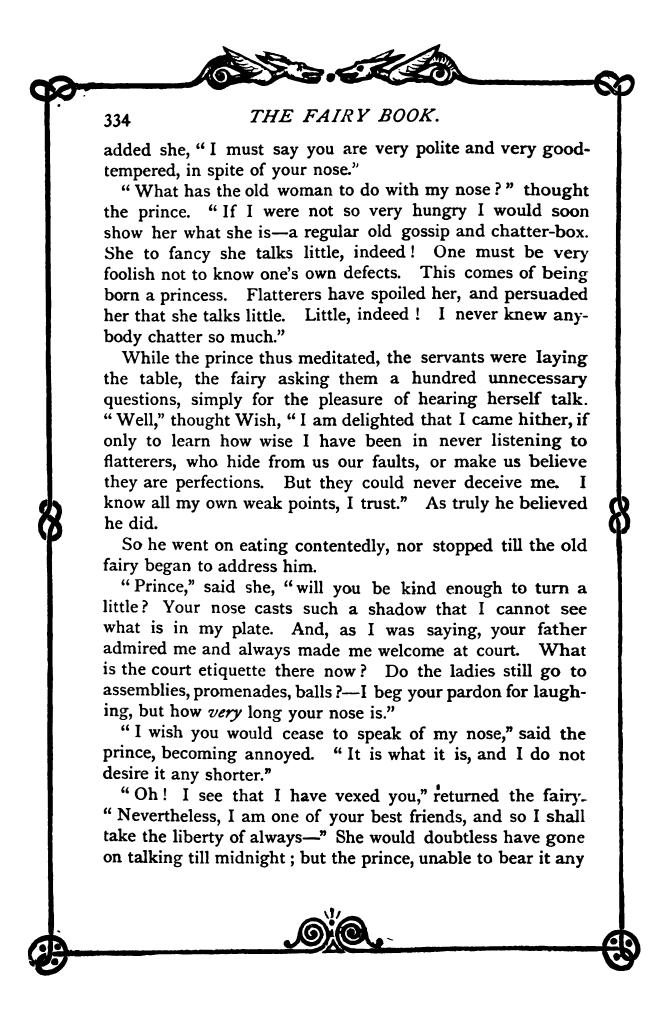 334 THE FAIRY BOOK.
added she, “ I must say you are very polite and very good-
tempered, in spite of your nose.”
“ What has the old woman to do with my nose ? ” thought
the prince. “ If I were not so very hungry I would soon
show her what she is—a regular old gossip and chatter-box.
She to fancy she talks little, indeed ! One must be very
foolish not to know one’s own defects. This comes of being
born a princess. Flatterers have spoiled her, and persuaded
her that she talks little. Little, indeed ! I never knew any-
body chatter so much.”
While the prince thus meditated, the servants were laying
the table, the fairy asking them a hundred unnecessary
questions, simply for the pleasure of hearing herself talk.
“ Well,” thought Wish, “ I am delighted that I came hither, if
only to learn how wise I have been in never listening to
flatterers, who hide from us our faults, or make us believe
they are perfections. But they could never deceive me. I
know all my own weak points, I trust.” As truly he believed
he did.
So he went on eating contentedly, nor stopped till the old
fairy began to address him.
“ Prince,” said she, “ will you be kind enough to turn a
little ? Your nose casts such a shadow that I cannot see
what is in my plate. And, as I was saying, your father
admired me and always made me welcome at court. What
is the court etiquette there now ? Do the ladies still go to
assemblies, promenades, balls ?—I beg your pardon for laugh-
ing, but how very long your nose is.”
“ I wish you would cease to speak of my nose,” said the
prince, becoming annoyed. “ It is what it is, and I do not
desire it any shorter.”
“ Oh ! I see that I have vexed you,” returned the fairy.
“ Nevertheless, I am one of your best friends, and so I shall
take the liberty of always—” She would doubtless have gone
on talking till midnight ; but the prince, unable to bear it any